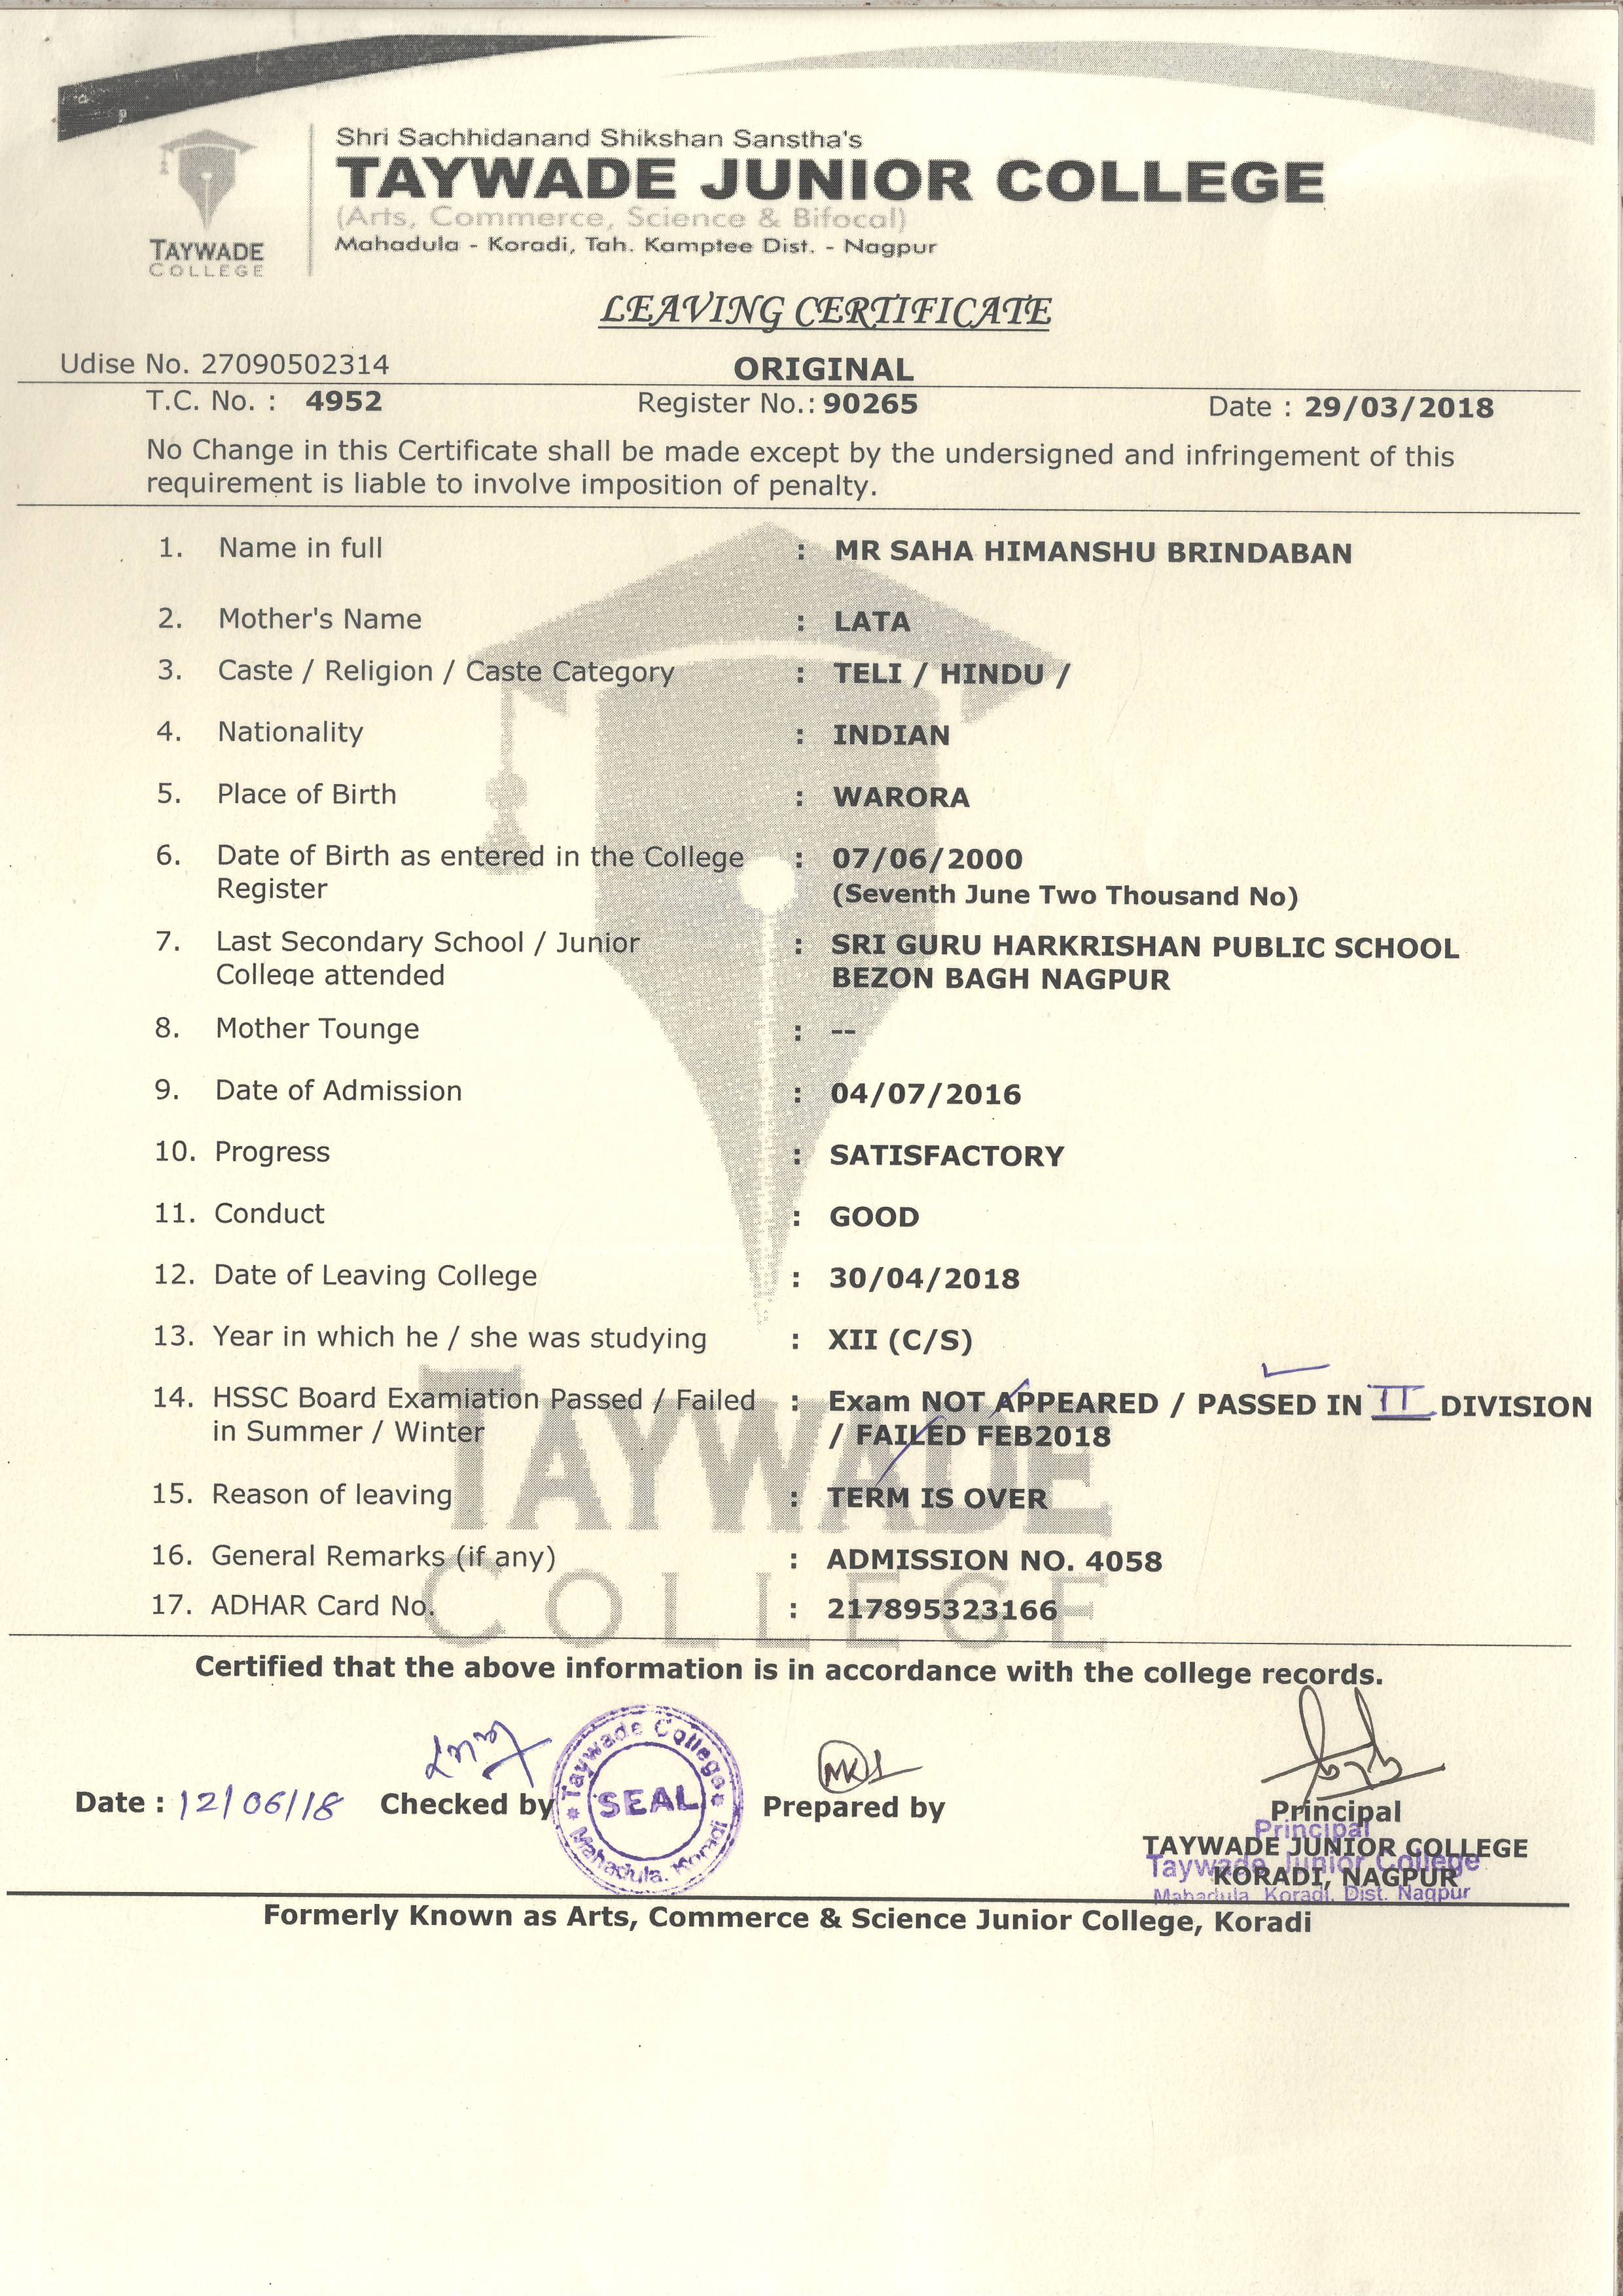 Shri Sachhidanand Shikshan Sanstha's
TAYWADE JUNIOR COLLEGE
(Arts, Commerce, Science & Bifocal)
Mahadula - Koradi, Tah. Kamptee Dist. - Nagpur
TAYWADE
COLLEGE
LEAVING CERTIFICATE
Udise No. 27090502314 ORIGINAL
T.C. No. : 4952 Register No.: 90265 Date : 29/03/2018
No Change in this Certificate shall be made except by the undersigned and infringement of this
requirement is liable to involve imposition of penalty.
1. Name in full : MR SAHA HIMANSHU BRINDABAN
2. Mother's Name : LATA
3. Caste / Religion / Caste Category : TELI / HINDU /
4. Nationality : INDIAN
5. Place of Birth : WARORA
6. Date of Birth as entered in the College : 07/06/2000
Register (Seventh June Two Thousand No)
7. Last Secondary School / Junior : SRI GURU HARKRISHAN PUBLIC SCHOOL
College attended BEZON BAGH NAGPUR
8. Mother Tounge : --
9. Date of Admission : 04/07/2016
10. Progress : SATISFACTORY
11. Conduct : GOOD
12. Date of Leaving College : 30/04/2018
13. Year in which he / she was studying : XII (C/S)
14. HSSC Board Examiation Passed / Failed : Exam NOT APPEARED / PASSED IN II DIVISION
in Summer / Winter / FAILED FEB2018
15. Reason of leaving : TERM IS OVER
16. General Remarks (if any) : ADMISSION NO. 4058
17. ADHAR Card No. : 217895323166
TAYWADE
COLLEGE
Certified that the above information is in accordance with the college records.
Taywade College
SEAL
Mahadula. Koradi
Date : 12/06/18 Checked by Prepared by Principal
Principal
TAYWADE JUNIOR COLLEGE
Taywade Junior College
KORADI, NAGPUR
Mahadula Koradi, Dist. Nagpur
Formerly Known as Arts, Commerce & Science Junior College, Koradi